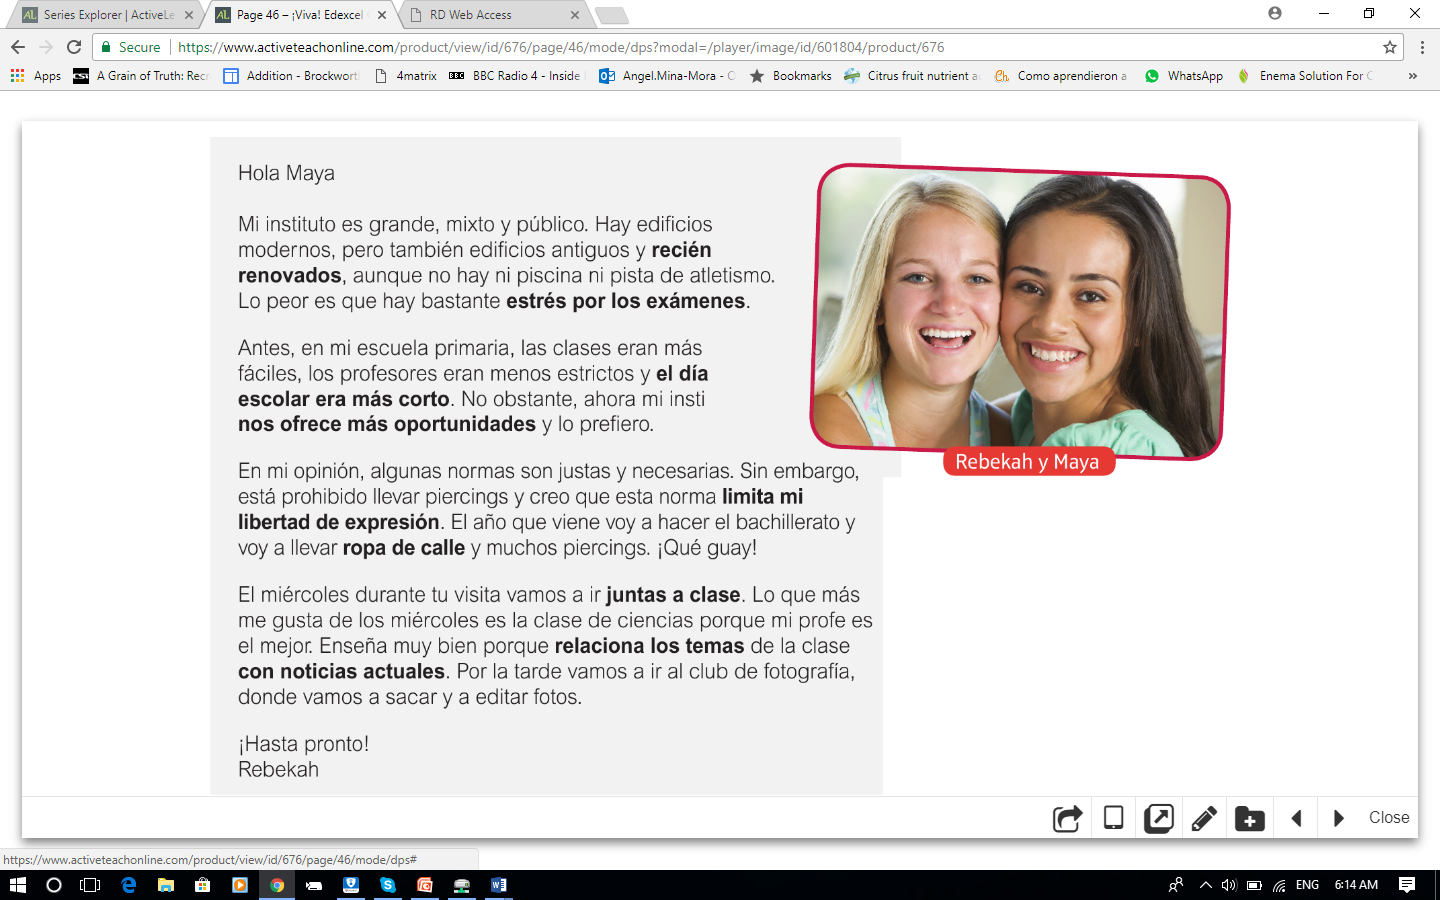 Series Explorer | ActiveLe
Page 46 – ¡Viva! Edexcel
RD Web Access
Secure
https://www.activeteachonline.com/product/view/id/676/page/46/mode/dps?modal=/player/image/id/601804/product/676
Apps
A Grain of Truth: Recr
Addition - Brockwort
4matrix
BBC Radio 4 - Inside
Angel.Mina-Mora - O
Bookmarks
Citrus fruit nutrient a
Como aprendieron a
WhatsApp
Enema Solution For C
Hola Maya
Mi instituto es grande, mixto y público. Hay edificios
modernos, pero también edificios antiguos y recién
renovados, aunque no hay ni piscina ni pista de atletismo.
Lo peor es que hay bastante estrés por los exámenes.
Antes, en mi escuela primaria, las clases eran más
fáciles, los profesores eran menos estrictos y el día
escolar era más corto. No obstante, ahora mi insti
nos ofrece más oportunidades y lo prefiero.
En mi opinión, algunas normas son justas y necesarias. Sin embargo,
está prohibido llevar piercings y creo que esta norma limita mi
libertad de expresión. El año que viene voy a hacer el bachillerato y
voy a llevar ropa de calle y muchos piercings. ¡Qué guay!
El miércoles durante tu visita vamos a ir juntas a clase. Lo que más
me gusta de los miércoles es la clase de ciencias porque mi profe es
el mejor. Enseña muy bien porque relaciona los temas de la clase
con noticias actuales. Por la tarde vamos a ir al club de fotografía,
donde vamos a sacar y a editar fotos.
¡Hasta pronto!
Rebekah
Rebekah y Maya
Close
https://www.activeteachonline.com/product/view/id/676/page/46/mode/dps#
ENG
6:14 AM